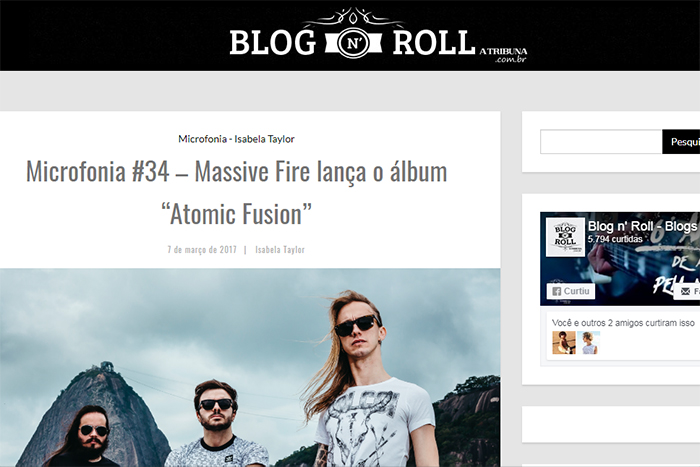 BLOG N' ROLL A TRIBUNA
.com.br
Microfonia - Isabela Taylor
Microfonia #34 – Massive Fire lança o álbum
“Atomic Fusion”
7 de março de 2017 | Isabela Taylor
Pesqui
BLOG
ROLL
Blog n' Roll - Blogs
5.794 curtidas
Curtiu
Você e outros 2 amigos curtiram isso